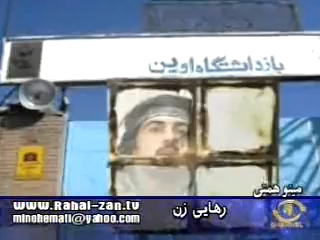 بازداشتگاه اوین
مینو همتی
رهایی زن
www.Rahai-zan.tv
minohemati@yahoo.com